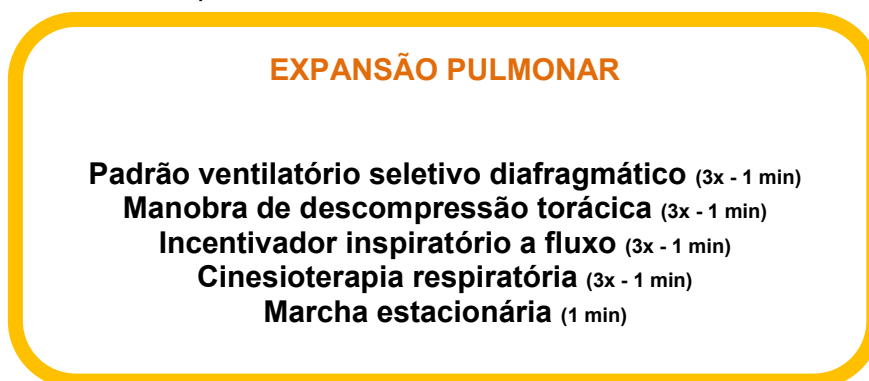 EXPANSÃO PULMONAR
Padrão ventilatório seletivo diafragmático (3x - 1 min)
Manobra de descompressão torácica (3x - 1 min)
Incentivador inspiratório a fluxo (3x - 1 min)
Cinesioterapia respiratória (3x - 1 min)
Marcha estacionária (1 min)